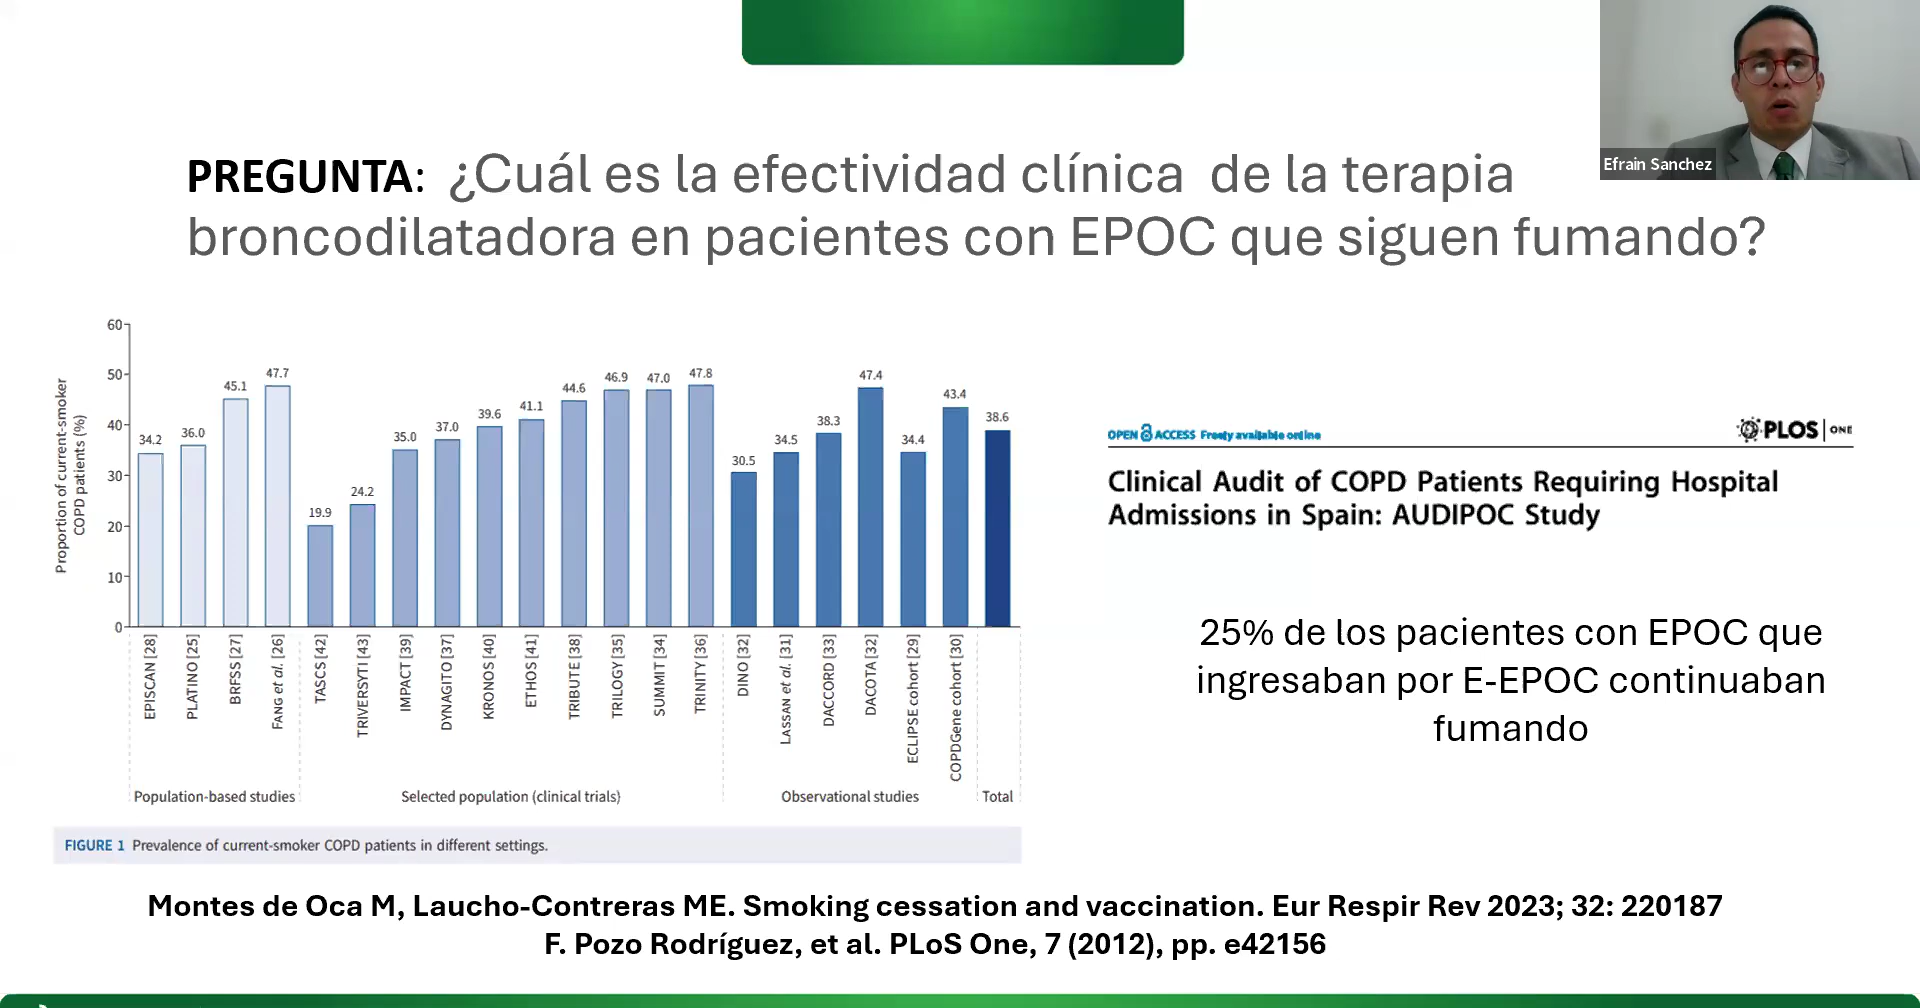 Efrain Sanchez
PREGUNTA: ¿Cuál es la efectividad clínica de la terapia
broncodilatadora en pacientes con EPOC que siguen fumando?
Proportion of current-smoker
COPD patients (%)
60
50
40
30
20
10
0
34.2
36.0
45.1
47.7
19.9
24.2
35.0
37.0
39.6
41.1
44.6
46.9
47.0
47.8
30.5
34.5
38.3
47.4
34.4
43.4
38.6
EPISCAN [28]
PLATINO [25]
BRFSS [27]
FANG et al. [26]
TASCS [42]
TRIVERSYTI [43]
IMPACT [39]
DYNAGITO [37]
KRONOS [40]
ETHOS [41]
TRIBUTE [38]
TRILOGY [35]
SUMMIT [34]
TRINITY [36]
DINO [32]
LASSAN et al. [31]
DACCORD [33]
DACOTA [32]
ECLIPSE cohort [29]
COPDGene cohort [30]
Population-based studies
Selected population (clinical trials)
Observational studies
Total
FIGURE 1 Prevalence of current-smoker COPD patients in different settings.
OPEN ACCESS Freely available online
PLOS ONE
Clinical Audit of COPD Patients Requiring Hospital
Admissions in Spain: AUDIPOC Study
25% de los pacientes con EPOC que
ingresaban por E-EPOC continuaban
fumando
Montes de Oca M, Laucho-Contreras ME. Smoking cessation and vaccination. Eur Respir Rev 2023; 32: 220187
F. Pozo Rodríguez, et al. PLoS One, 7 (2012), pp. e42156